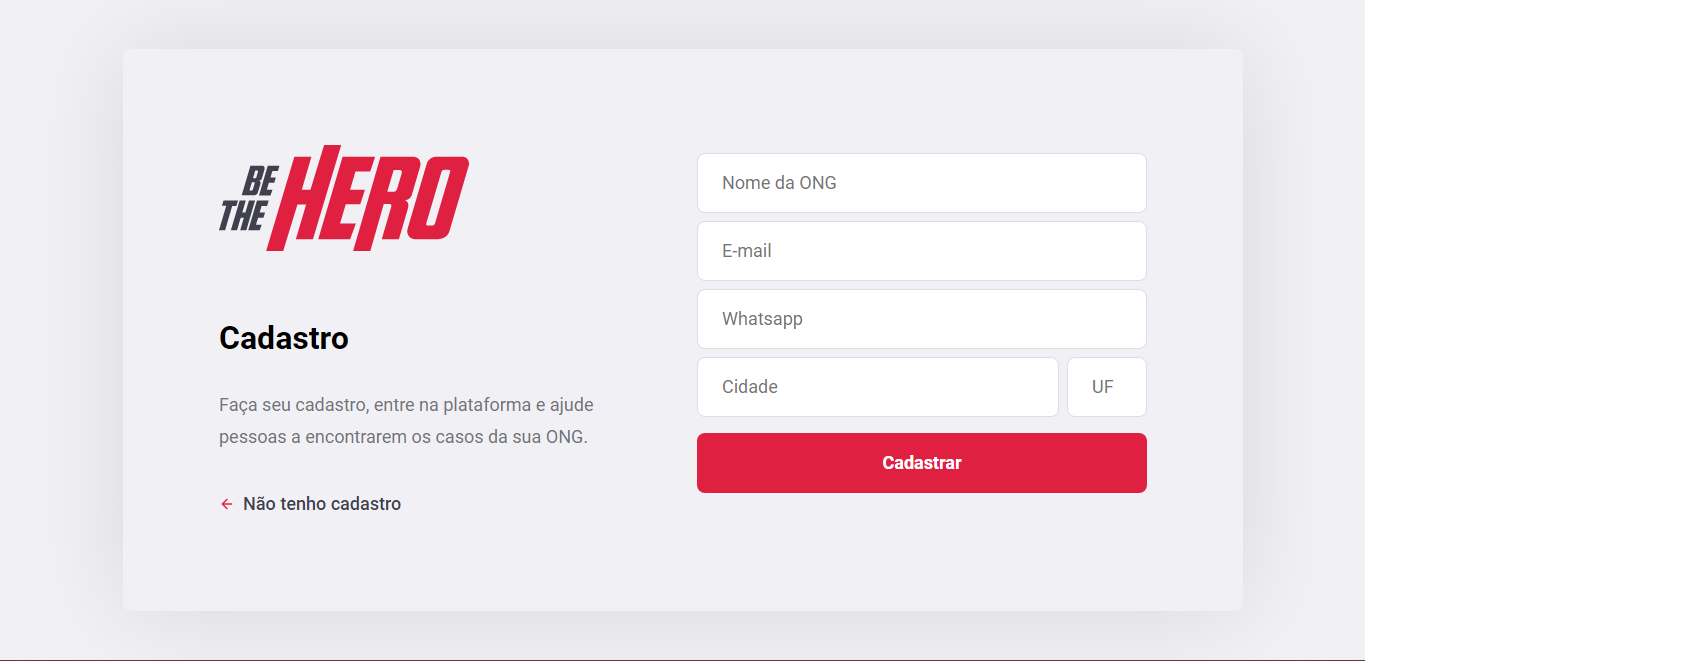 BE
THE HERO
Cadastro
Faça seu cadastro, entre na plataforma e ajude
pessoas a encontrarem os casos da sua ONG.
Não tenho cadastro
Nome da ONG
E-mail
Whatsapp
Cidade UF
Cadastrar